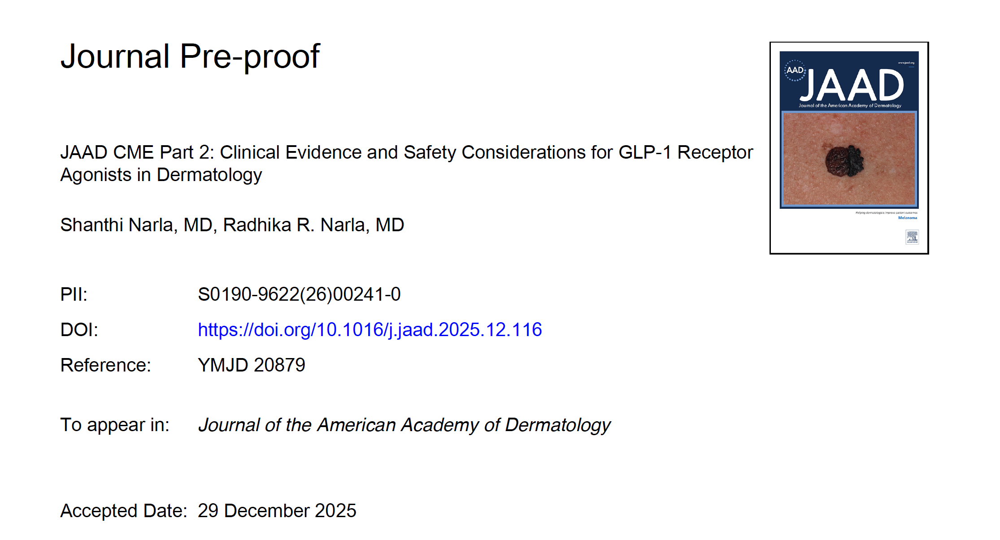 Journal Pre-proof
AAD
www.jaad.org
JAAD
Journal of the American Academy of Dermatology
Helping dermatologists improve patient outcomes
Melanoma
ELSEVIER
JAAD CME Part 2: Clinical Evidence and Safety Considerations for GLP-1 Receptor
Agonists in Dermatology
Shanthi Narla, MD, Radhika R. Narla, MD
PII: S0190-9622(26)00241-0
DOI: https://doi.org/10.1016/j.jaad.2025.12.116
Reference: YMJD 20879
To appear in: Journal of the American Academy of Dermatology
Accepted Date: 29 December 2025